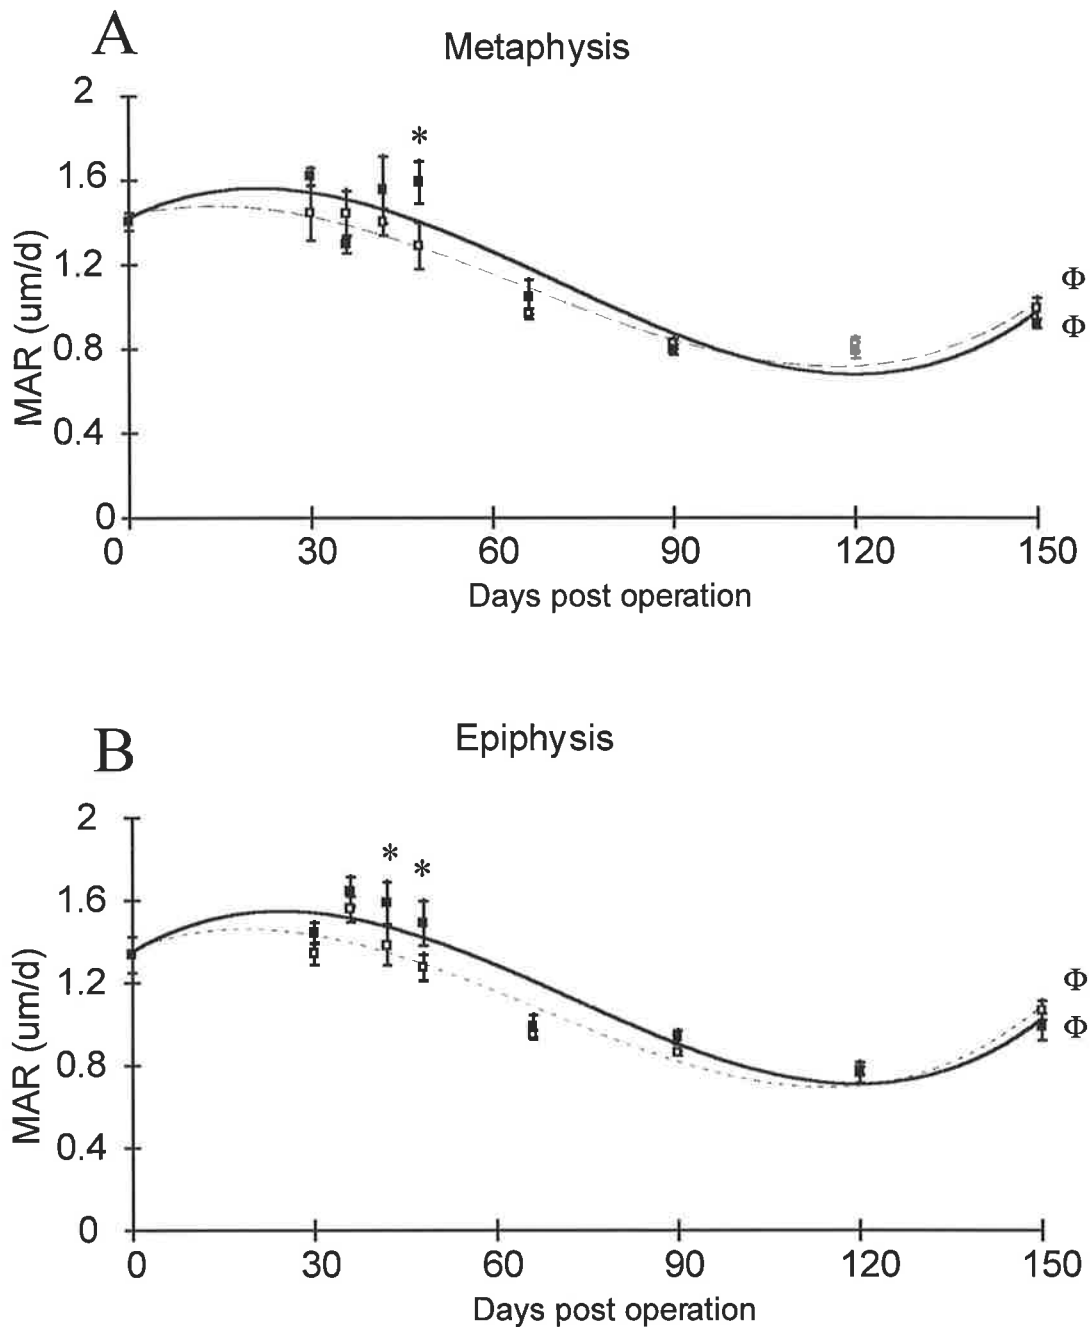 A
Metaphysis
2
*
1.6
1.2
Φ
MAR (um/d)
0.8
Φ
0.4
0
0 30 60 90 120 150
Days post operation
B
Epiphysis
2
* *
1.6
1.2
Φ
MAR (um/d)
Φ
0.8
0.4
0
0 30 60 90 120 150
Days post operation